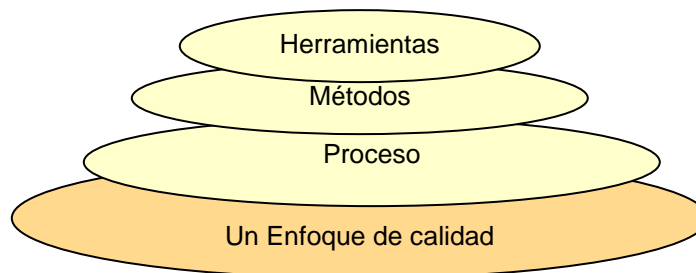 Herramientas
Métodos
Proceso
Un Enfoque de calidad